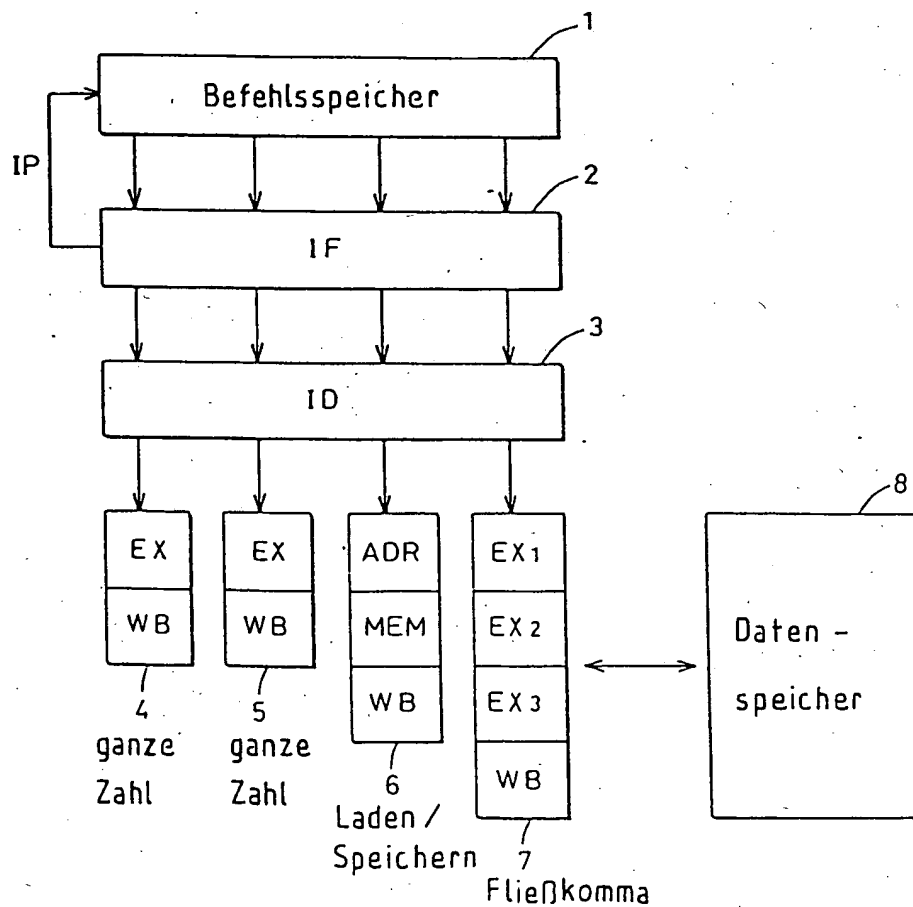 1
Befehlsspeicher
IP
2
IF
3
ID
8
EX
EX
ADR
EX1
WB
WB
MEM
EX2
WB
EX3
WB
Daten-
speicher
4
ganze
Zahl
5
ganze
Zahl
6
Laden/
Speichern
7
Fließkomma